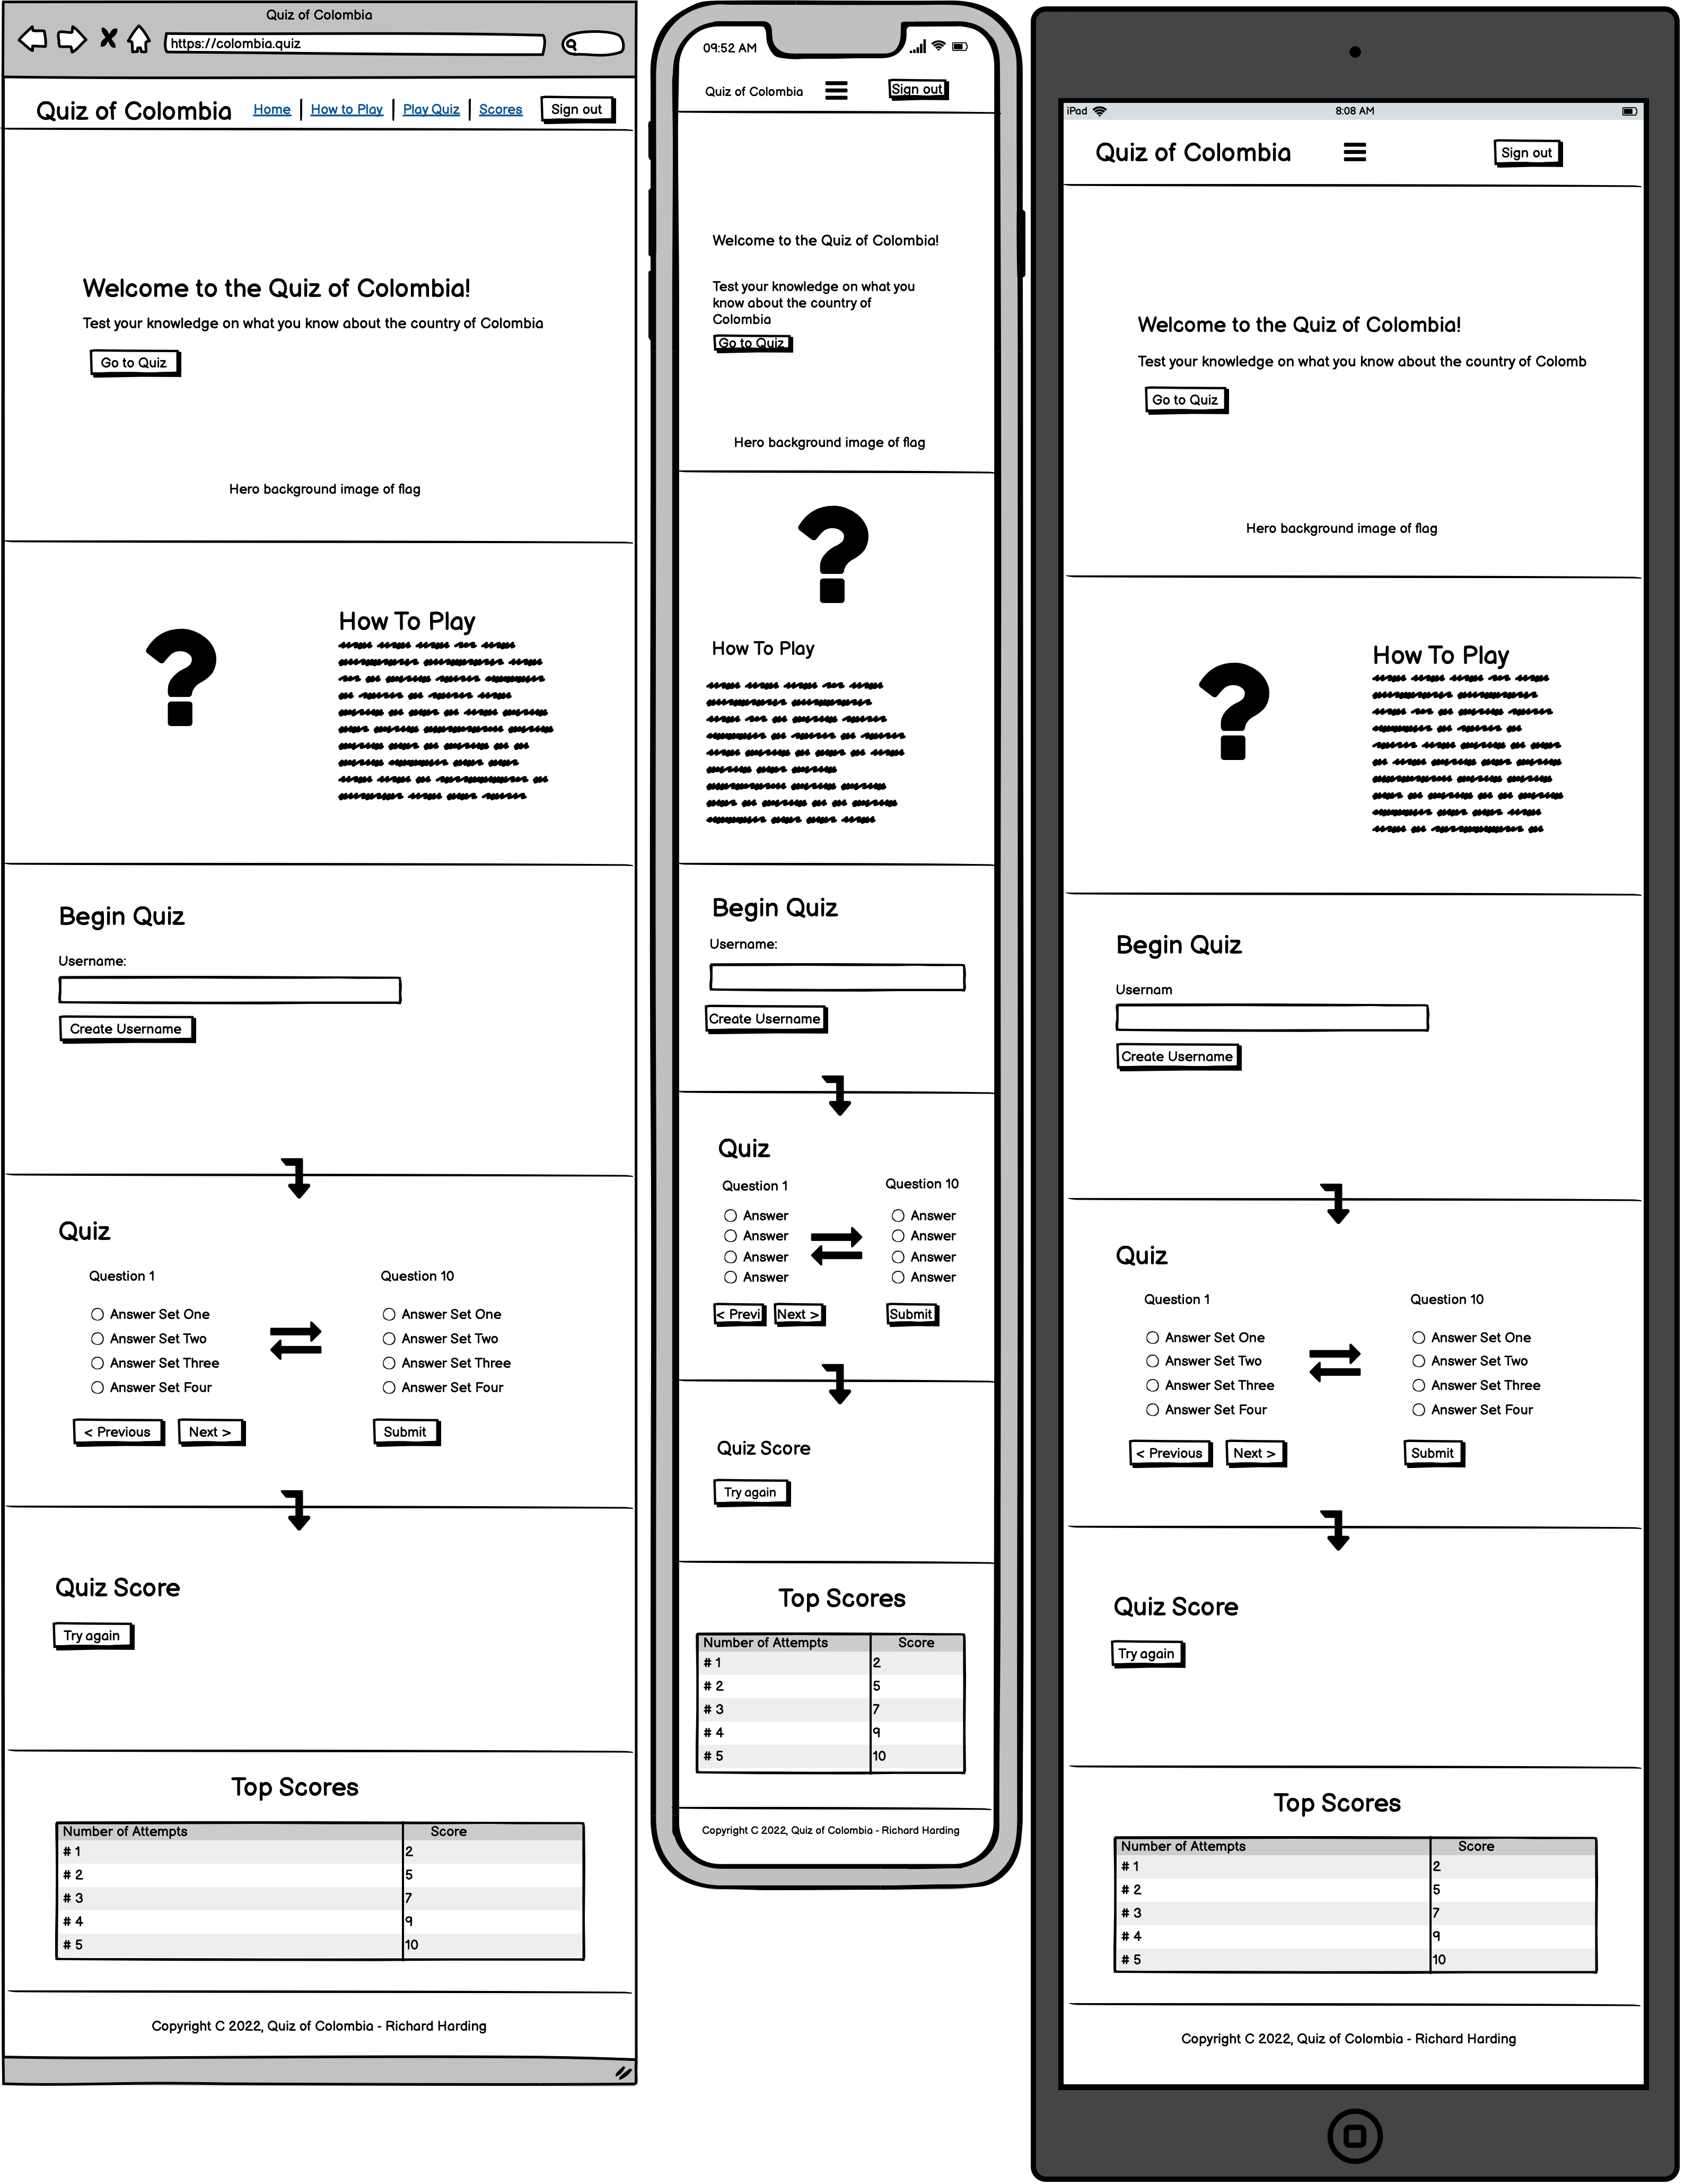 Quiz of Colombia
https://colombia.quiz
Quiz of Colombia Home How to Play Play Quiz Scores Sign out
Welcome to the Quiz of Colombia!
Test your knowledge on what you know about the country of Colombia
Go to Quiz
Hero background image of flag
?
How To Play
Begin Quiz
Username:
Create Username
Quiz
Question 1 Question 10
Answer Set One Answer Set One
Answer Set Two Answer Set Two
Answer Set Three Answer Set Three
Answer Set Four Answer Set Four
< Previous Next > Submit
Quiz Score
Try again
Top Scores
Number of Attempts Score
# 1 2
# 2 5
# 3 7
# 4 9
# 5 10
Copyright C 2022, Quiz of Colombia - Richard Harding
09:52 AM
Quiz of Colombia Sign out
Welcome to the Quiz of Colombia!
Test your knowledge on what you
know about the country of
Colombia
Go to Quiz
Hero background image of flag
?
How To Play
Begin Quiz
Username:
Create Username
Quiz
Question 1 Question 10
Answer Answer
Answer Answer
Answer Answer
Answer Answer
< Previ Next > Submit
Quiz Score
Try again
Top Scores
Number of Attempts Score
# 1 2
# 2 5
# 3 7
# 4 9
# 5 10
Copyright C 2022, Quiz of Colombia - Richard Harding
iPad 8:08 AM
Quiz of Colombia Sign out
Welcome to the Quiz of Colombia!
Test your knowledge on what you know about the country of Colomb
Go to Quiz
Hero background image of flag
?
How To Play
Begin Quiz
Usernam
Create Username
Quiz
Question 1 Question 10
Answer Set One Answer Set One
Answer Set Two Answer Set Two
Answer Set Three Answer Set Three
Answer Set Four Answer Set Four
< Previous Next > Submit
Quiz Score
Try again
Top Scores
Number of Attempts Score
# 1 2
# 2 5
# 3 7
# 4 9
# 5 10
Copyright C 2022, Quiz of Colombia - Richard Harding